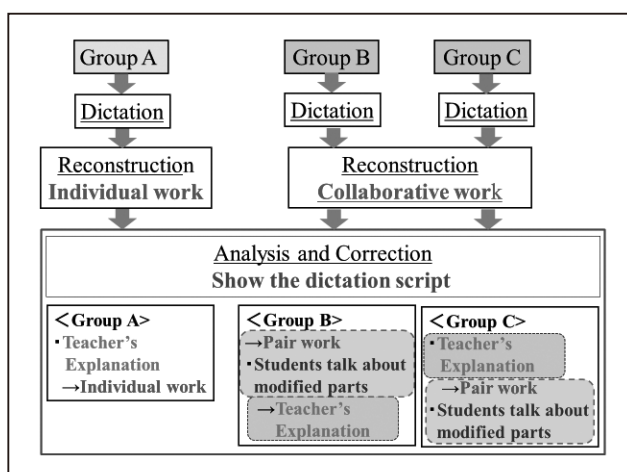 Group A
Group B
Group C
Dictation
Dictation
Dictation
Reconstruction
Individual work
Reconstruction
Collaborative work
Analysis and Correction
Show the dictation script
<Group A>
・Teacher's
Explanation
→Individual work
<Group B>
→Pair work
・Students talk about
modified parts
→Teacher's
Explanation
<Group C>
・Teacher's
Explanation
→Pair work
・Students talk about
modified parts